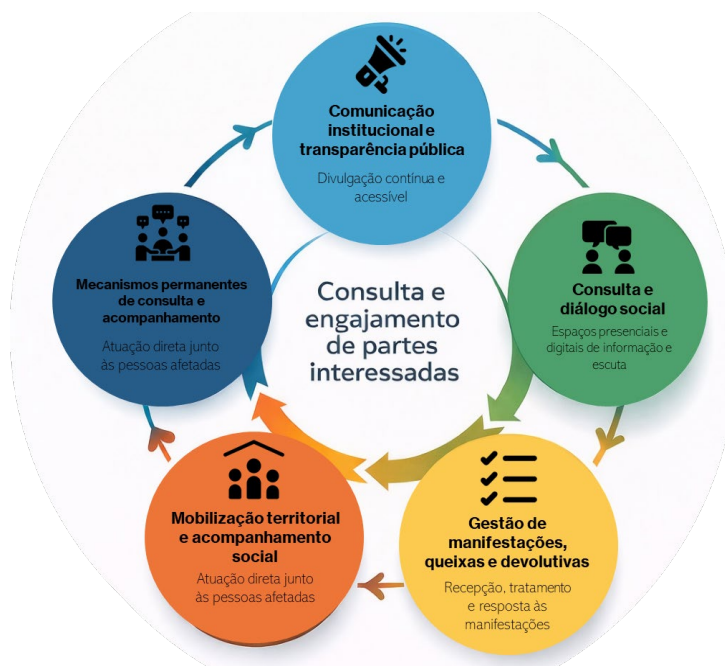 Comunicação
institucional e
transparência pública
Divulgação contínua e
acessível
Consulta e
diálogo social
Espaços presenciais e
digitais de informação e
escuta
Gestão de
manifestações,
queixas e devolutivas
Recepção, tratamento
e resposta às
manifestações
Mobilização territorial
e acompanhamento
social
Atuação direta junto
às pessoas afetadas
Mecanismos permanentes
de consulta e
acompanhamento
Atuação direta junto
às pessoas afetadas
Consulta e
engajamento
de partes
interessadas